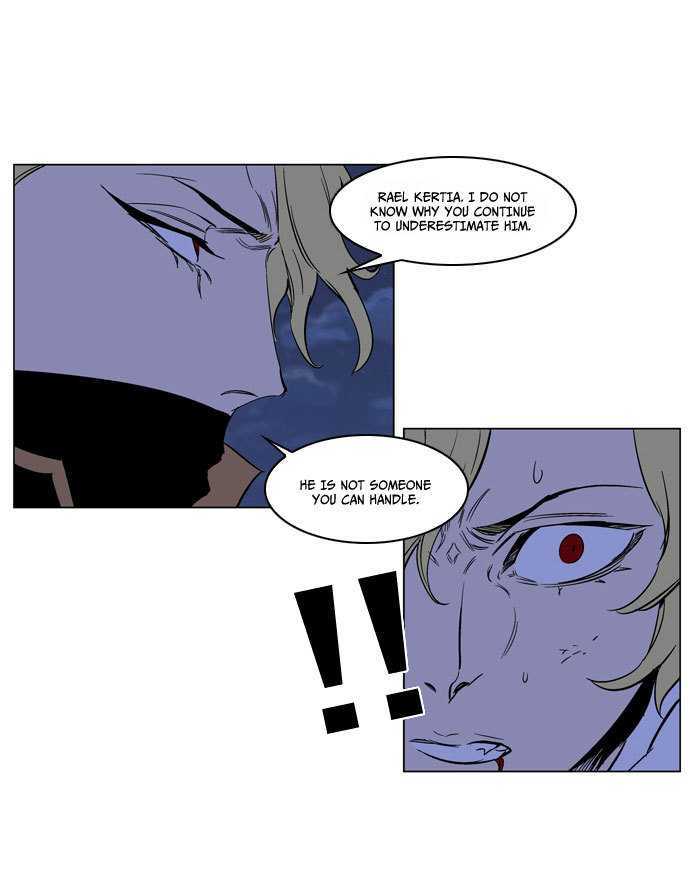 RAEL KERTIA. I DO NOT
KNOW WHY YOU CONTINUE
TO UNDERESTIMATE HIM.
HE IS NOT SOMEONE
YOU CAN HANDLE.
!!